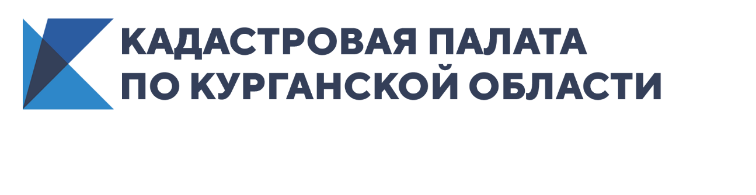 КАДАСТРОВАЯ ПАЛАТА
ПО КУРГАНСКОЙ ОБЛАСТИ